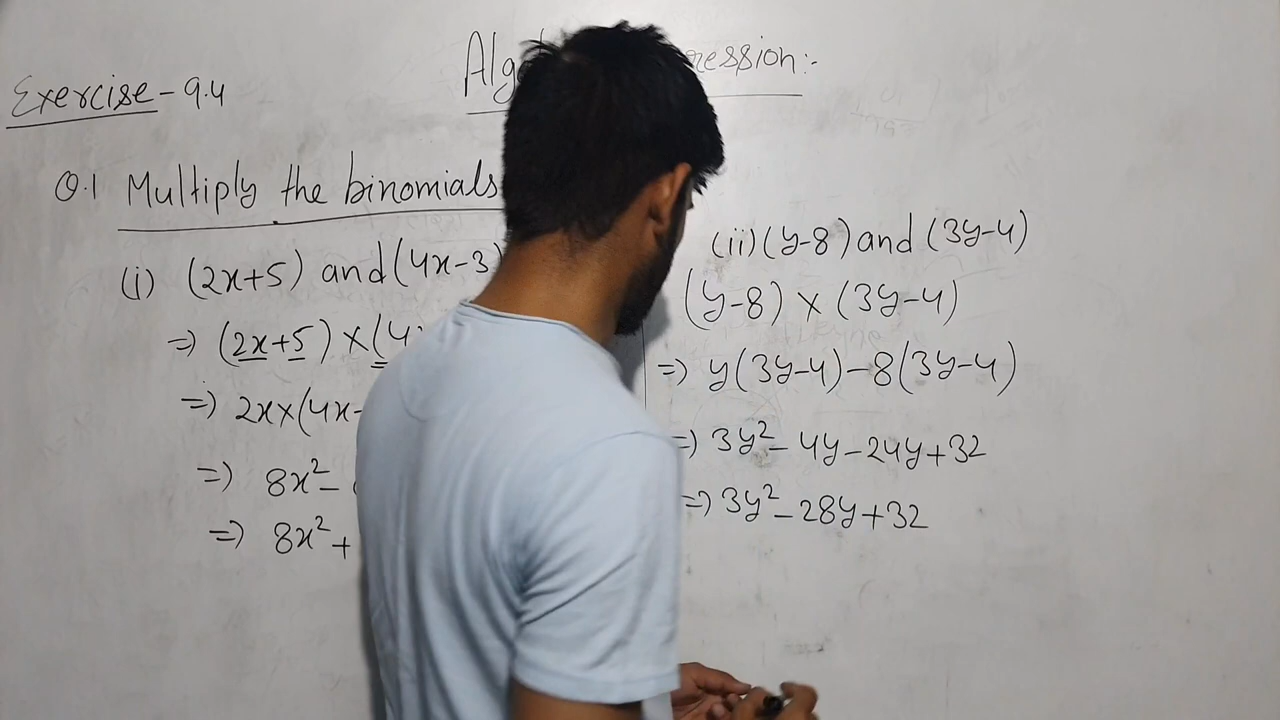 Exercise - 9.4
Q.1 Multiply the binomials
(i) (2x+5) and (4x-3)
=> (2x+5) × (4
=> 2x×(4x-
=> 8x² -
=> 8x² +
(ii) (y-8) and (3y-4)
(y-8) × (3y-4)
=> y(3y-4)-8(3y-4)
=> 3y² - 4y - 24y + 32
=> 3y² - 28y + 32